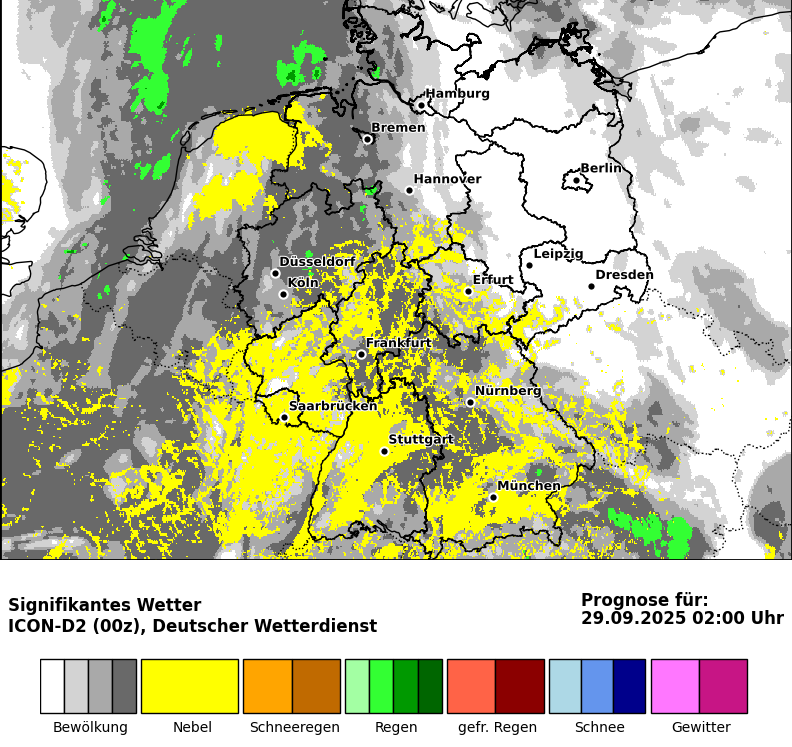 Hamburg
Bremen
Berlin
Hannover
Leipzig
Düsseldorf
Dresden
Köln
Erfurt
Frankfurt
Nürnberg
Saarbrücken
Stuttgart
München
Signifikantes Wetter
ICON-D2 (00z), Deutscher Wetterdienst
Prognose für:
29.09.2025 02:00 Uhr
Bewölkung Nebel Schneeregen Regen gefr. Regen Schnee Gewitter